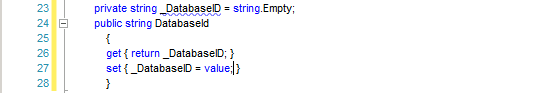 23 private string _DatabaseID = string.Empty;
24 public string DatabaseId
25 {
26 get { return _DatabaseID; }
27 set { _DatabaseID = value; }
28 }